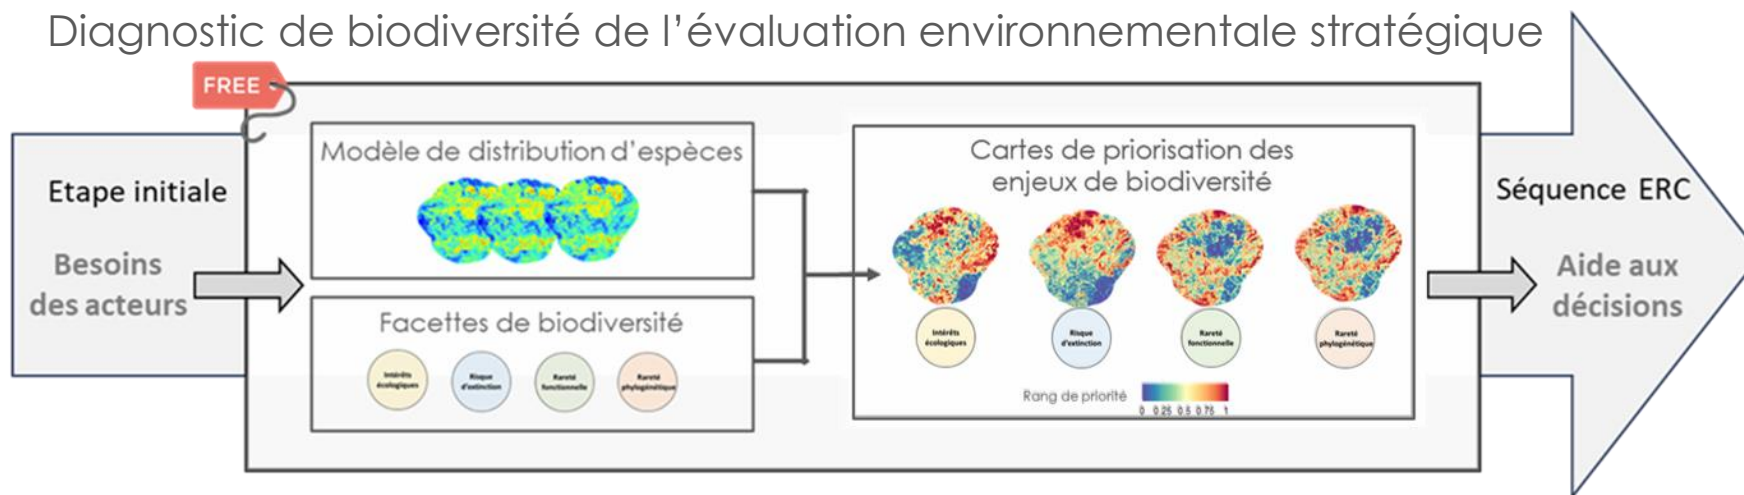 Diagnostic de biodiversité de l’évaluation environnementale stratégique
FREE
Etape initiale
Besoins
des acteurs
Modèle de distribution d’espèces
Facettes de biodiversité
Intérêts
écologiques
Risque
d'extinction
Rareté
fonctionnelle
Rareté
phylogénétique
Cartes de priorisation des
enjeux de biodiversité
Intérêts
écologiques
Risque
d'extinction
Rareté
fonctionnelle
Rareté
phylogénétique
Rang de priorité
0 0.25 0.5 0.75 1
Séquence ERC
Aide aux
décisions